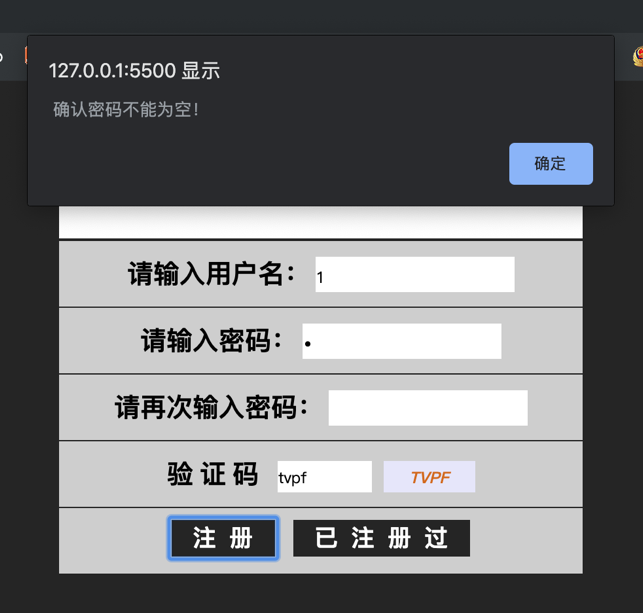 127.0.0.1:5500 显示
确认密码不能为空！
确定
请输入用户名： 1
请输入密码： •
请再次输入密码：
验 证 码 tvpf TVPF
注 册 已 注 册 过